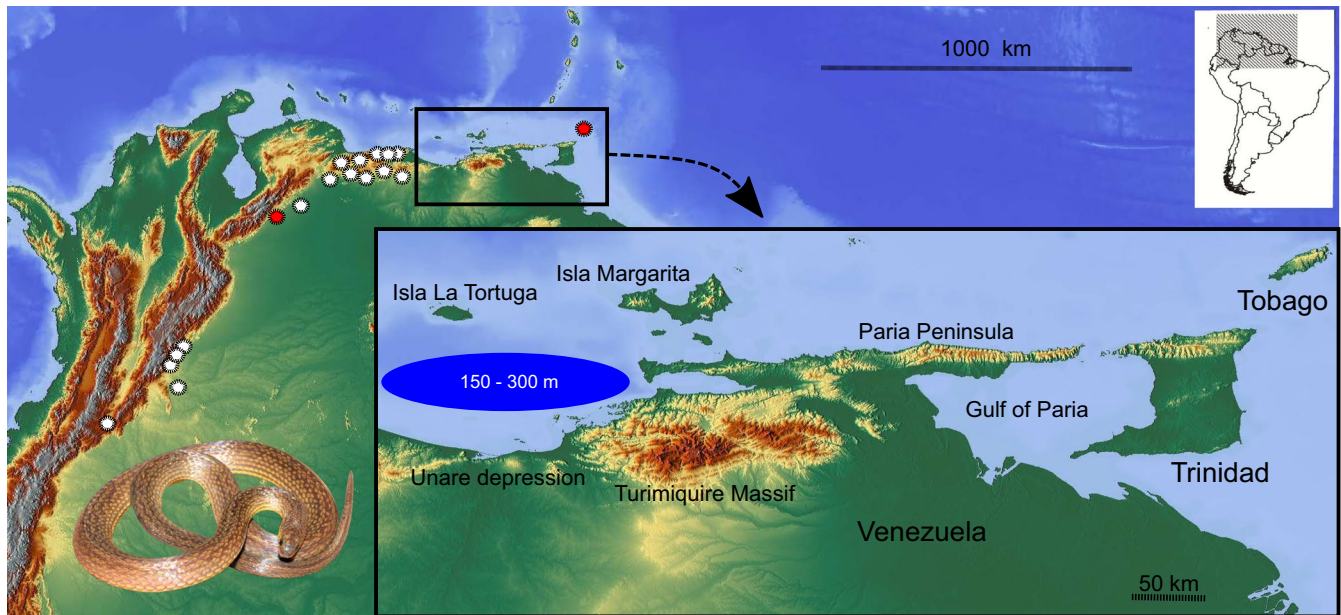 1000 km
Isla Margarita
Isla La Tortuga
Tobago
Paria Peninsula
150 - 300 m
Gulf of Paria
Unare depression
Turimiquire Massif
Trinidad
Venezuela
50 km